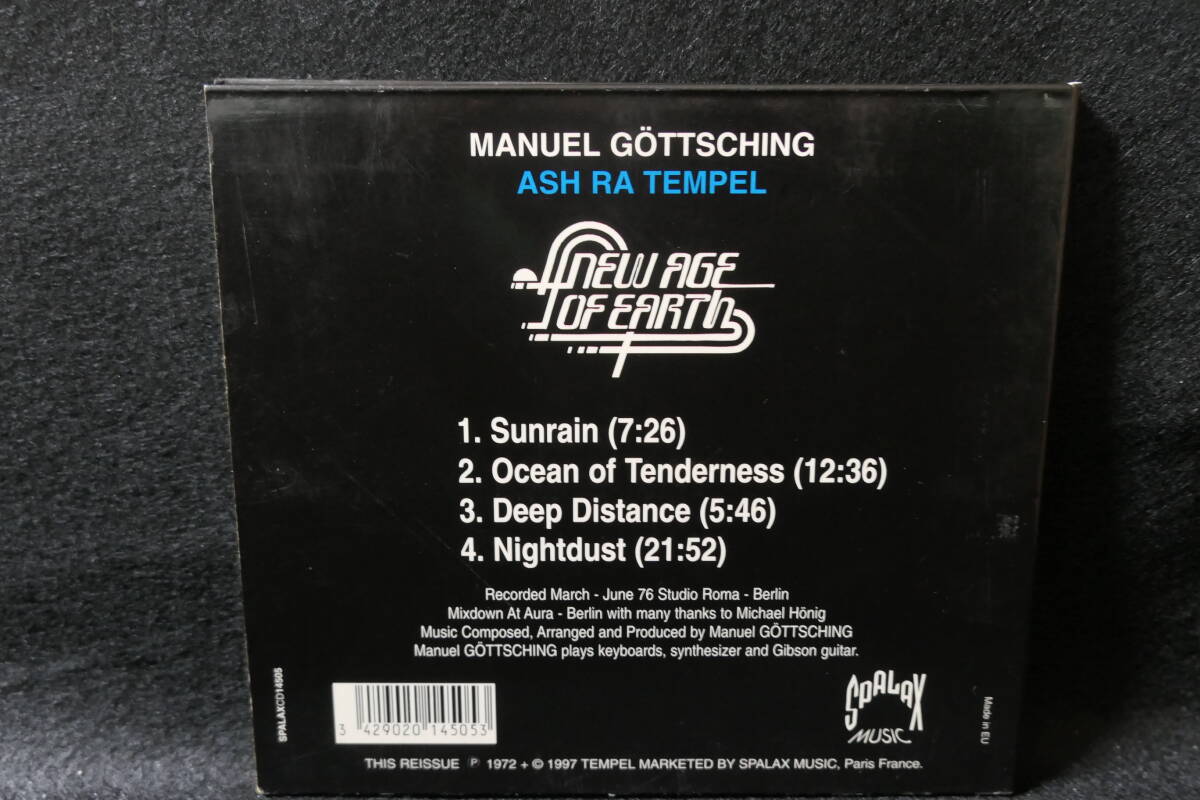 MANUEL GÖTTSCHING
ASH RA TEMPEL
NEW AGE
OF EARTH
1. Sunrain (7:26)
2. Ocean of Tenderness (12:36)
3. Deep Distance (5:46)
4. Nightdust (21:52)
Recorded March - June 76 Studio Roma - Berlin
Mixdown At Aura - Berlin with many thanks to Michael Hönig
Music Composed, Arranged and Produced by Manuel GÖTTSCHING
Manuel GÖTTSCHING plays keyboards, synthesizer and Gibson guitar.
SPALAXCD14505
3 429020 145053
SPALAX
MUSIC
Made in EU
THIS REISSUE ℗ 1972 + © 1997 TEMPEL MARKETED BY SPALAX MUSIC, Paris France.